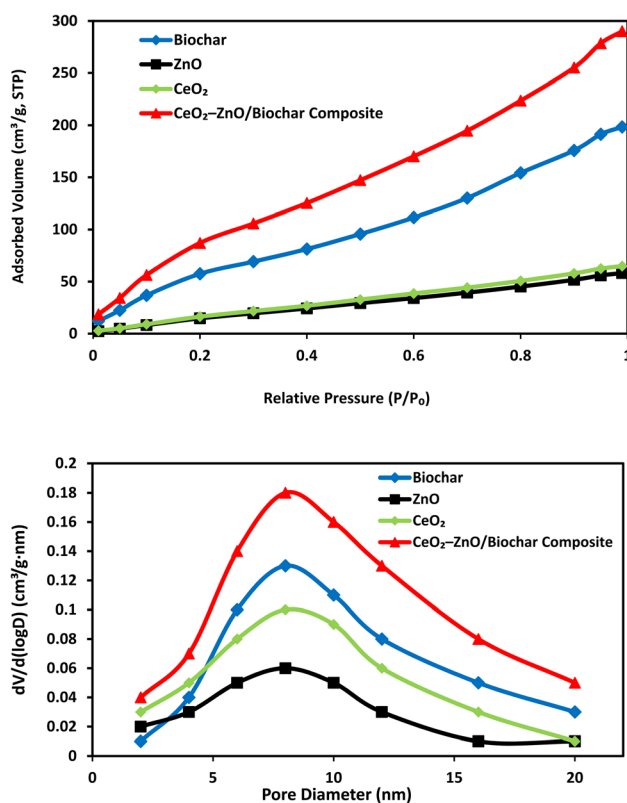 300
250
200
150
100
50
0
Adsorbed Volume (cm³/g, STP)
Biochar
ZnO
CeO₂
CeO₂–ZnO/Biochar Composite
0 0.2 0.4 0.6 0.8 1
Relative Pressure (P/P₀)
0.2
0.18
0.16
0.14
0.12
0.1
0.08
0.06
0.04
0.02
0
dV/d(logD) (cm³/g·nm)
Biochar
ZnO
CeO₂
CeO₂–ZnO/Biochar Composite
0 5 10 15 20
Pore Diameter (nm)